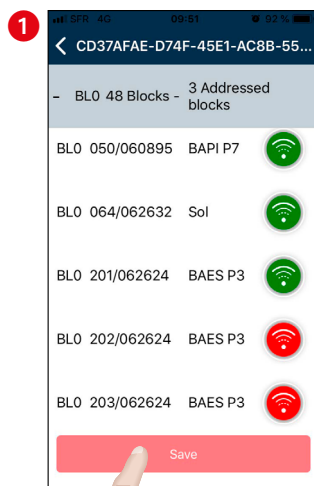 1
SFR 4G 09:51 92 %
CD37AFAE-D74F-45E1-AC8B-55...
- BL0 48 Blocks - 3 Addressed
blocks
BL0 050/060895 BAPI P7
BL0 064/062632 Sol
BL0 201/062624 BAES P3
BL0 202/062624 BAES P3
BL0 203/062624 BAES P3
Save